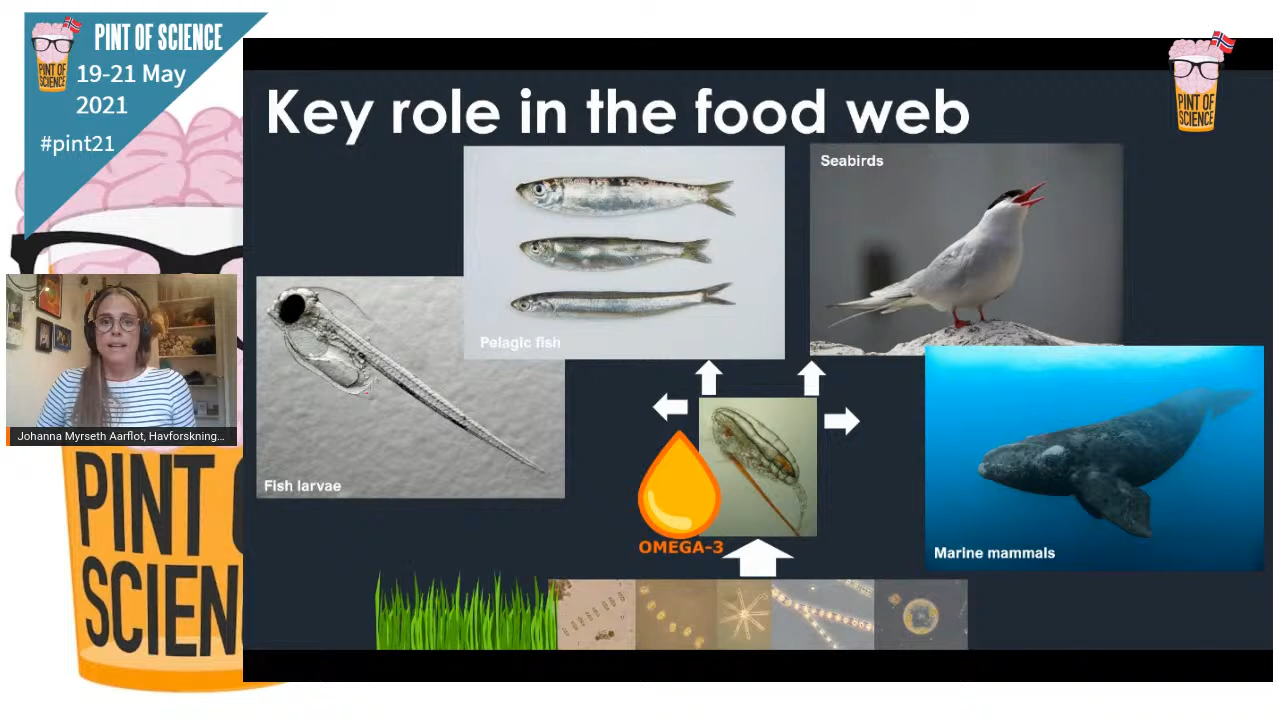 PINT OF SCIENCE
PINT OF
SCIENCE
19-21 May
2021
#pint21
PINT OF
SCIENCE
Key role in the food web
Seabirds
Pelagic fish
Fish larvae
OMEGA-3
Marine mammals
Johanna Myrseth Aarflot, Havforskning...
PINT
SCIEN